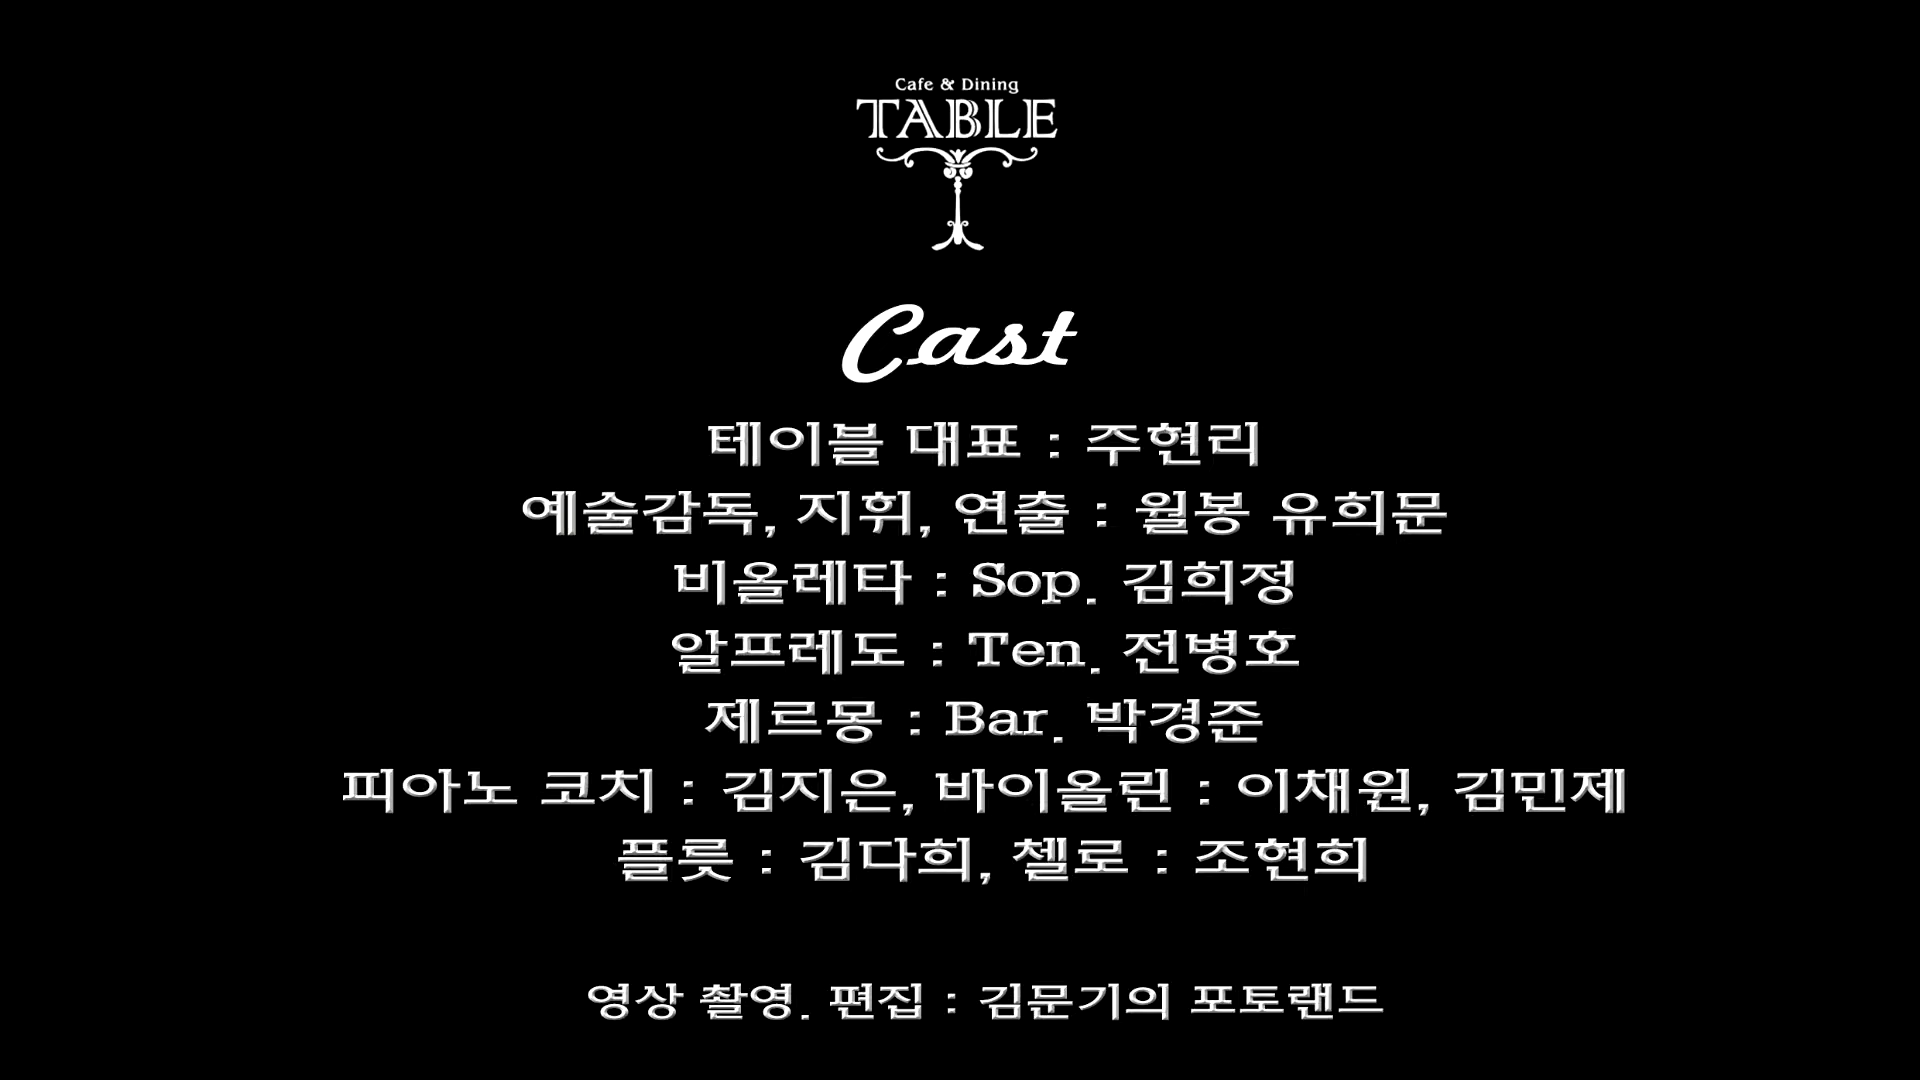 Cafe & Dining
TABLE
Cast
테이블 대표 : 주현리
예술감독, 지휘, 연출 : 월봉 유희문
비올레타 : Sop. 김희정
알프레도 : Ten. 전병호
제르몽 : Bar. 박경준
피아노 코치 : 김지은, 바이올린 : 이채원, 김민제
플룻 : 김다희, 첼로 : 조현희
영상 촬영. 편집 : 김문기의 포토랜드